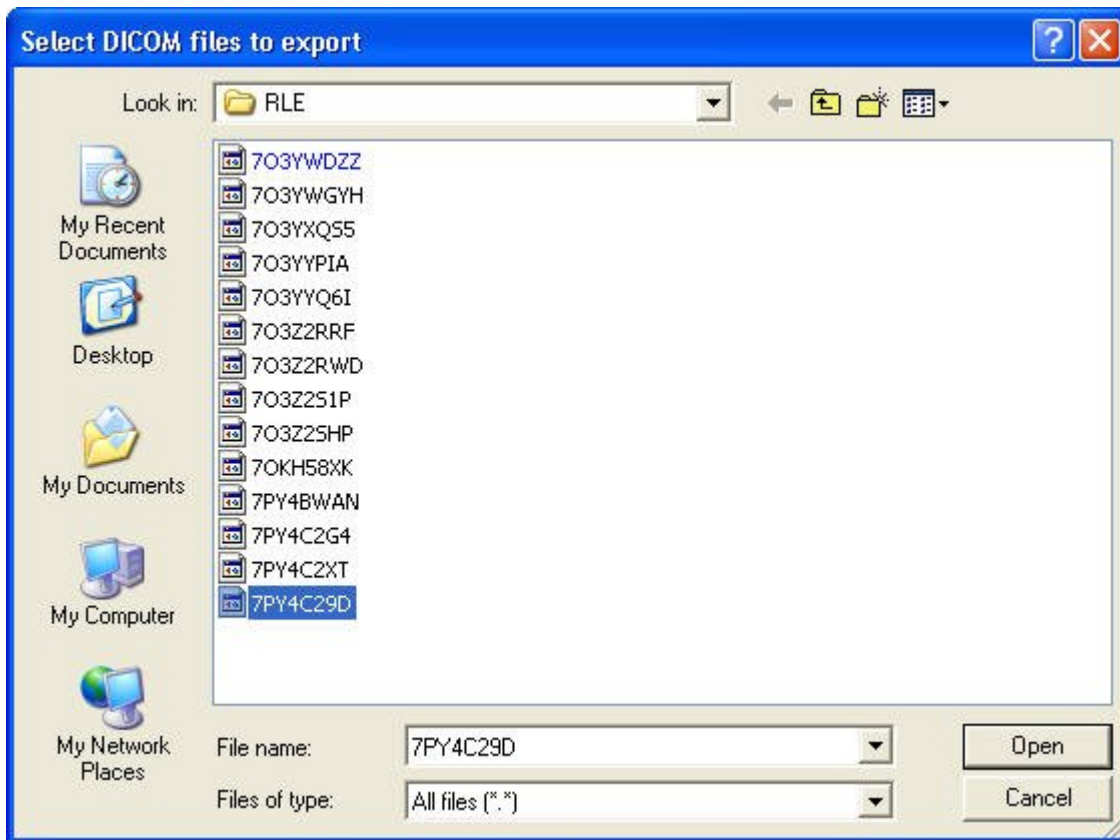 Select DICOM files to export
Look in:
RLE
My Recent
Documents
Desktop
My Documents
My Computer
My Network
Places
7O3YWDZZ
7O3YWGYH
7O3YXQS5
7O3YYPIA
7O3YYQ6I
7O3Z2RRF
7O3Z2RWD
7O3Z2S1P
7O3Z2SHP
7OKH58XK
7PY4BWAN
7PY4C2G4
7PY4C2XT
7PY4C29D
File name:
7PY4C29D
Open
Files of type:
All files (*.*)
Cancel